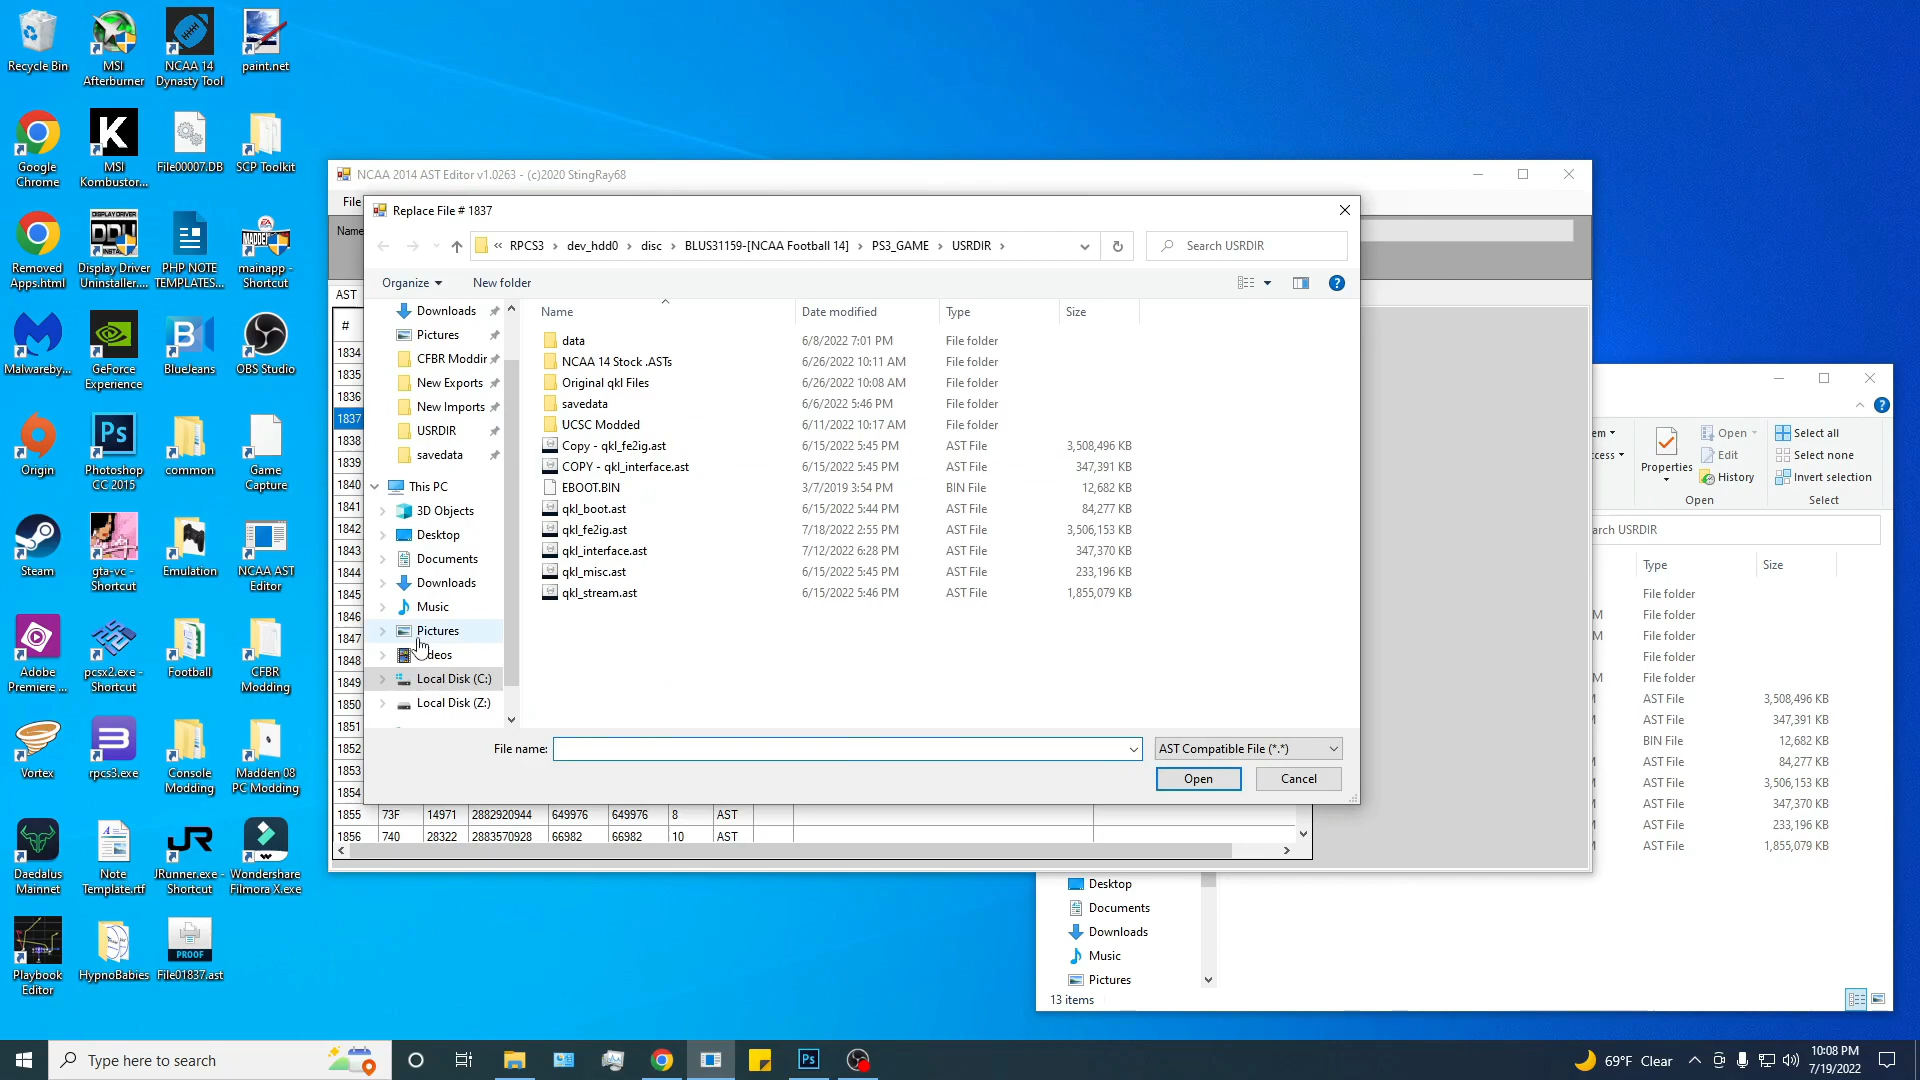 Recycle Bin
MSI Afterburner
NCAA 14 Dynasty Tool
paint.net
Google Chrome
MSI Kombustor...
File00007.DB
SCP Toolkit
Removed Apps.html
DISPLAY DRIVER
DDU
Display Driver Uninstaller....
PHP NOTE TEMPLATES...
MADDEN 08
mainapp - Shortcut
Malwareby...
GeForce Experience
BlueJeans
OBS Studio
Origin
Photoshop CC 2015
common
Game Capture
Steam
gta-vc - Shortcut
Emulation
NCAA AST Editor
Adobe Premiere ...
pcsx2.exe - Shortcut
Football
CFBR Modding
Vortex
rpcs3.exe
Console Modding
Madden 08 PC Modding
Daedalus Mainnet
Note Template.rtf
JRunner.exe - Shortcut
Wondershare Filmora X.exe
Playbook Editor
HypnoBabies
PROOF
File01837.ast
NCAA 2014 AST Editor v1.0263 - (c)2020 StingRay68
File
Name
AST
#
1834
1835
1836
1837
1838
1839
1840
1841
1842
1843
1844
1845
1846
1847
1848
1849
1850
1851
1852
1853
1854
1855 73F 14971 2882920944 649976 649976 8 AST
1856 740 28322 2883570928 66982 66982 10 AST
Replace File # 1837
« RPCS3 › dev_hdd0 › disc › BLUS31159-[NCAA Football 14] › PS3_GAME › USRDIR ›
Search USRDIR
Organize
New folder
Downloads
Pictures
CFBR Moddir
New Exports
New Imports
USRDIR
savedata
This PC
3D Objects
Desktop
Documents
Downloads
Music
Pictures
deos
Local Disk (C:)
Local Disk (Z:)
Name Date modified Type Size
data 6/8/2022 7:01 PM File folder
NCAA 14 Stock .ASTs 6/26/2022 10:11 AM File folder
Original qkl Files 6/26/2022 10:08 AM File folder
savedata 6/6/2022 5:46 PM File folder
UCSC Modded 6/11/2022 10:17 AM File folder
Copy - qkl_fe2ig.ast 6/15/2022 5:45 PM AST File 3,508,496 KB
COPY - qkl_interface.ast 6/15/2022 5:45 PM AST File 347,391 KB
EBOOT.BIN 3/7/2019 3:54 PM BIN File 12,682 KB
qkl_boot.ast 6/15/2022 5:44 PM AST File 84,277 KB
qkl_fe2ig.ast 7/18/2022 2:55 PM AST File 3,506,153 KB
qkl_interface.ast 7/12/2022 6:28 PM AST File 347,370 KB
qkl_misc.ast 6/15/2022 5:45 PM AST File 233,196 KB
qkl_stream.ast 6/15/2022 5:46 PM AST File 1,855,079 KB
File name:
AST Compatible File (*.*)
Open
Cancel
em
cess
Properties
Open
Edit
History
Open
Select all
Select none
Invert selection
Select
arch USRDIR
Type Size
File folder
File folder
M File folder
File folder
M File folder
M AST File 3,508,496 KB
M AST File 347,391 KB
M BIN File 12,682 KB
M AST File 84,277 KB
M AST File 3,506,153 KB
M AST File 347,370 KB
M AST File 233,196 KB
M AST File 1,855,079 KB
Desktop
Documents
Downloads
Music
Pictures
13 items
Type here to search
69°F Clear
10:08 PM
7/19/2022